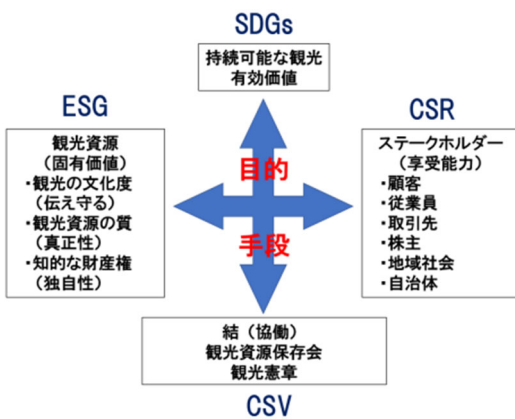 SDGs
持続可能な観光
有効価値
ESG
観光資源
（固有価値）
・観光の文化度
（伝え守る）
・観光資源の質
（真正性）
・知的な財産権
（独自性）
目的
手段
CSR
ステークホルダー
（享受能力）
・顧客
・従業員
・取引先
・株主
・地域社会
・自治体
結（協働）
観光資源保存会
観光憲章
CSV